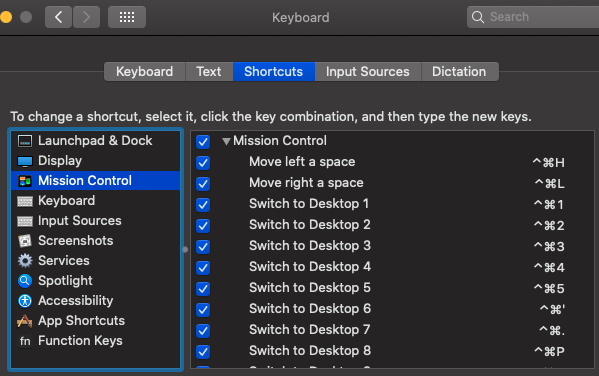 Keyboard
Search
Keyboard Text Shortcuts Input Sources Dictation
To change a shortcut, select it, click the key combination, and then type the new keys.
Launchpad & Dock
Display
Mission Control
Keyboard
Input Sources
Screenshots
Services
Spotlight
Accessibility
App Shortcuts
fn Function Keys
Mission Control
Move left a space ^⌘H
Move right a space ^⌘L
Switch to Desktop 1 ^⌘1
Switch to Desktop 2 ^⌘2
Switch to Desktop 3 ^⌘3
Switch to Desktop 4 ^⌘4
Switch to Desktop 5 ^⌘5
Switch to Desktop 6 ^⌘'
Switch to Desktop 7 ^⌘.
Switch to Desktop 8 ^⌘P